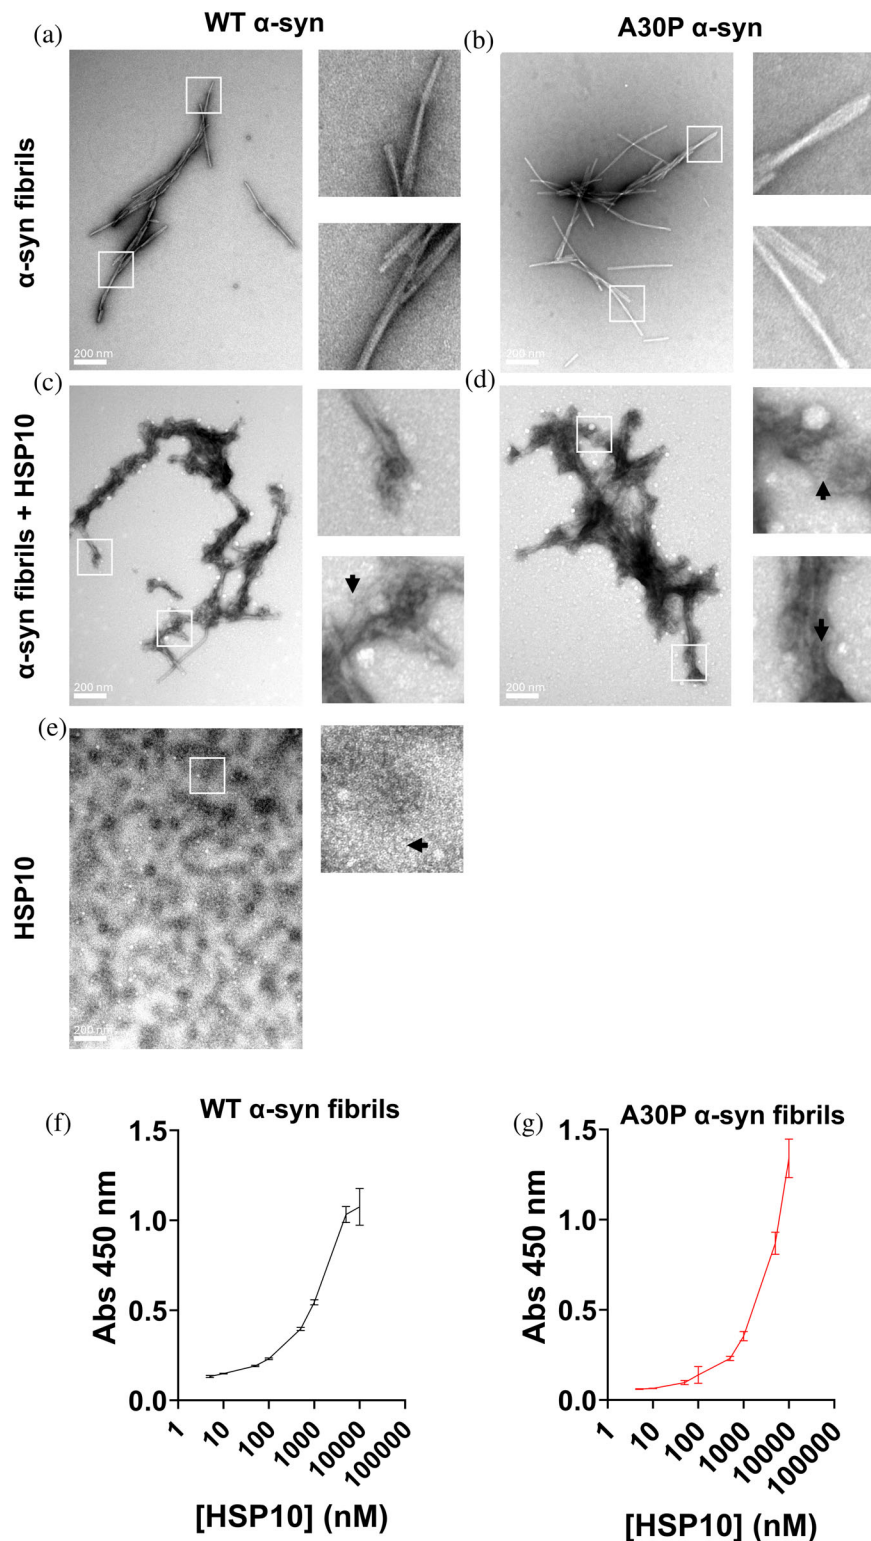 WT α-syn
A30P α-syn
(a)
(b)
α-syn fibrils
200 nm
200 nm
(c)
(d)
α-syn fibrils + HSP10
200 nm
200 nm
(e)
HSP10
200 nm
(f)
WT α-syn fibrils
Abs 450 nm
1.5
1.0
0.5
0.0
1
10
100
1000
10000
100000
[HSP10] (nM)
(g)
A30P α-syn fibrils
Abs 450 nm
1.5
1.0
0.5
0.0
1
10
100
1000
10000
100000
[HSP10] (nM)